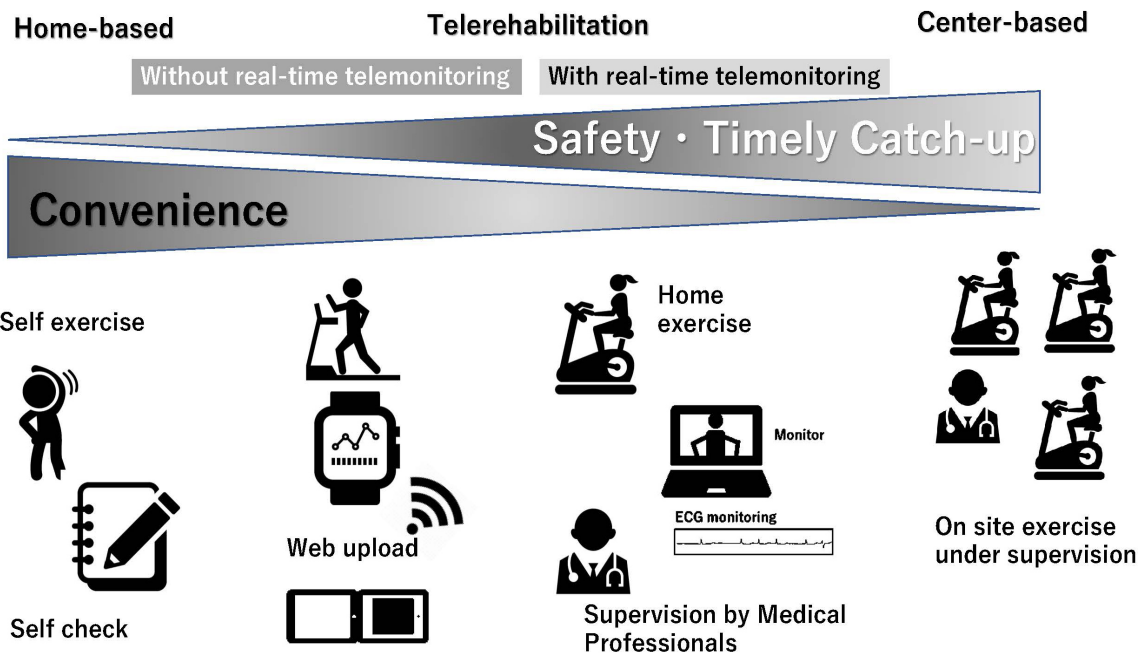 Home-based
Telerehabilitation
Center-based
Without real-time telemonitoring
With real-time telemonitoring
Safety・Timely Catch-up
Convenience
Self exercise
Self check
Web upload
Home
exercise
Monitor
ECG monitoring
Supervision by Medical
Professionals
On site exercise
under supervision